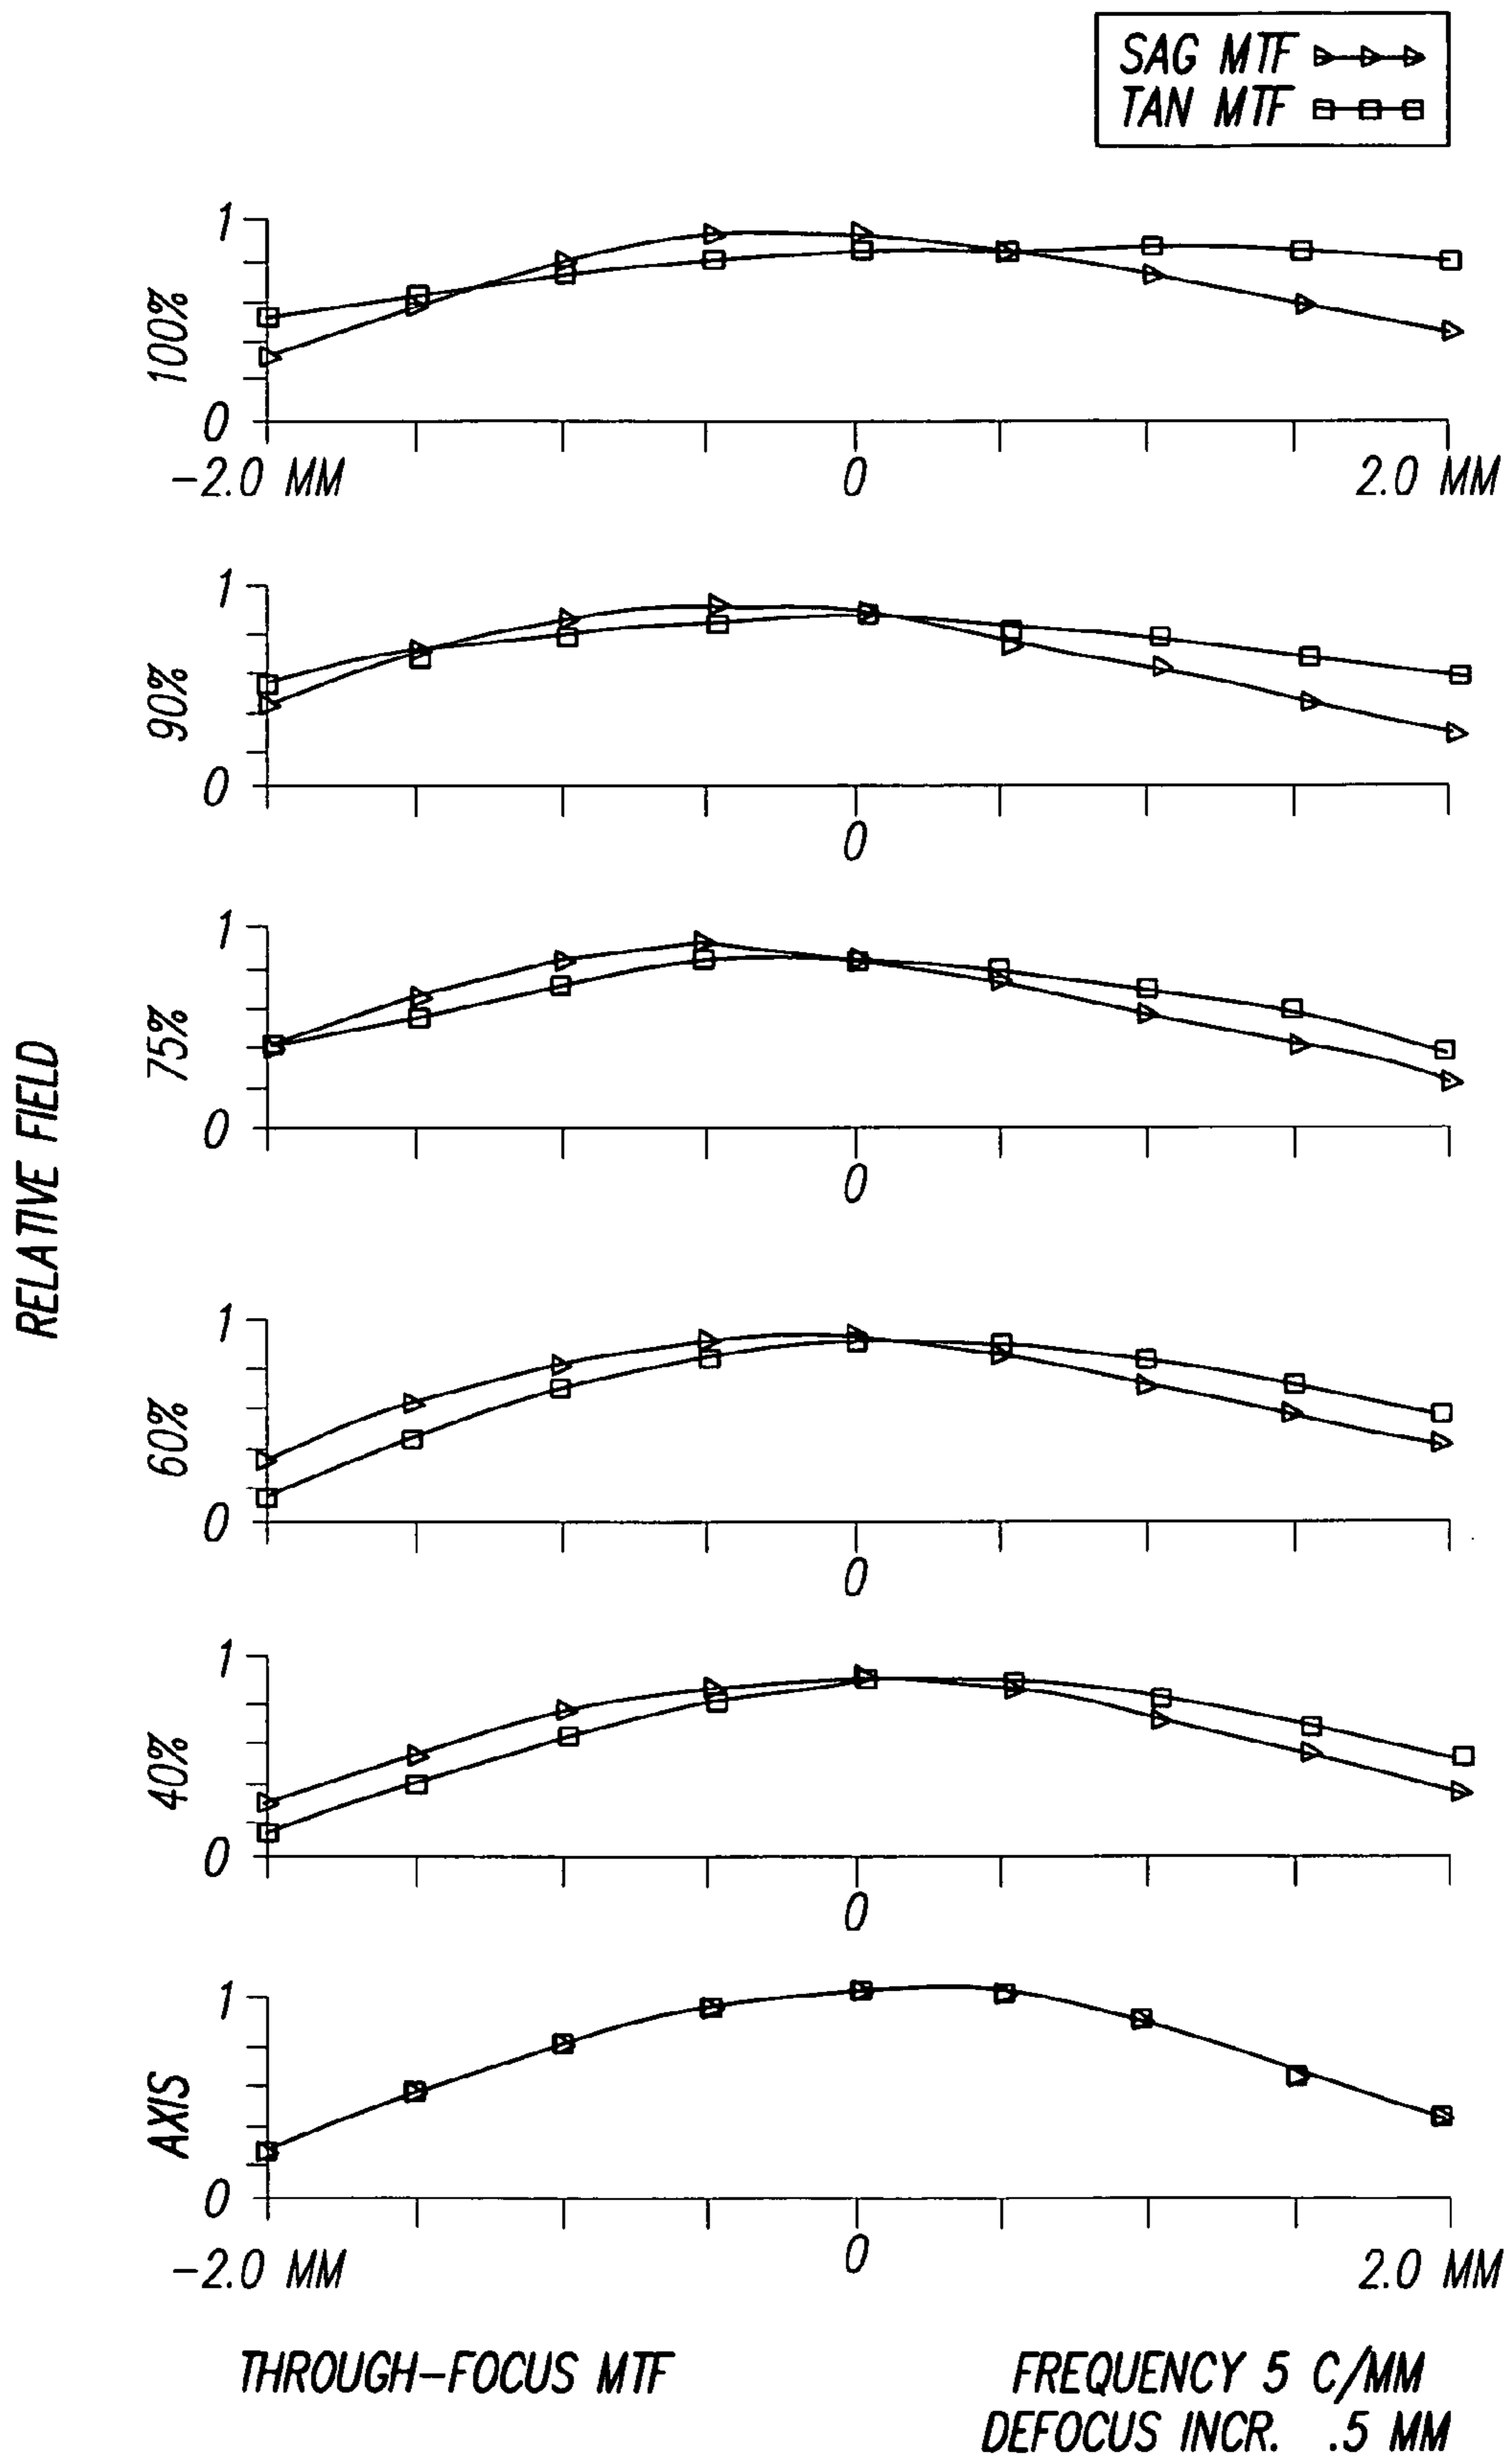 SAG MTF
TAN MTF
RELATIVE FIELD
100%
1
0
-2.0 MM
0
2.0 MM
90%
1
0
0
75%
1
0
0
60%
1
0
0
40%
1
0
0
AXIS
1
0
-2.0 MM
0
2.0 MM
THROUGH-FOCUS MTF
FREQUENCY 5 C/MM
DEFOCUS INCR. .5 MM